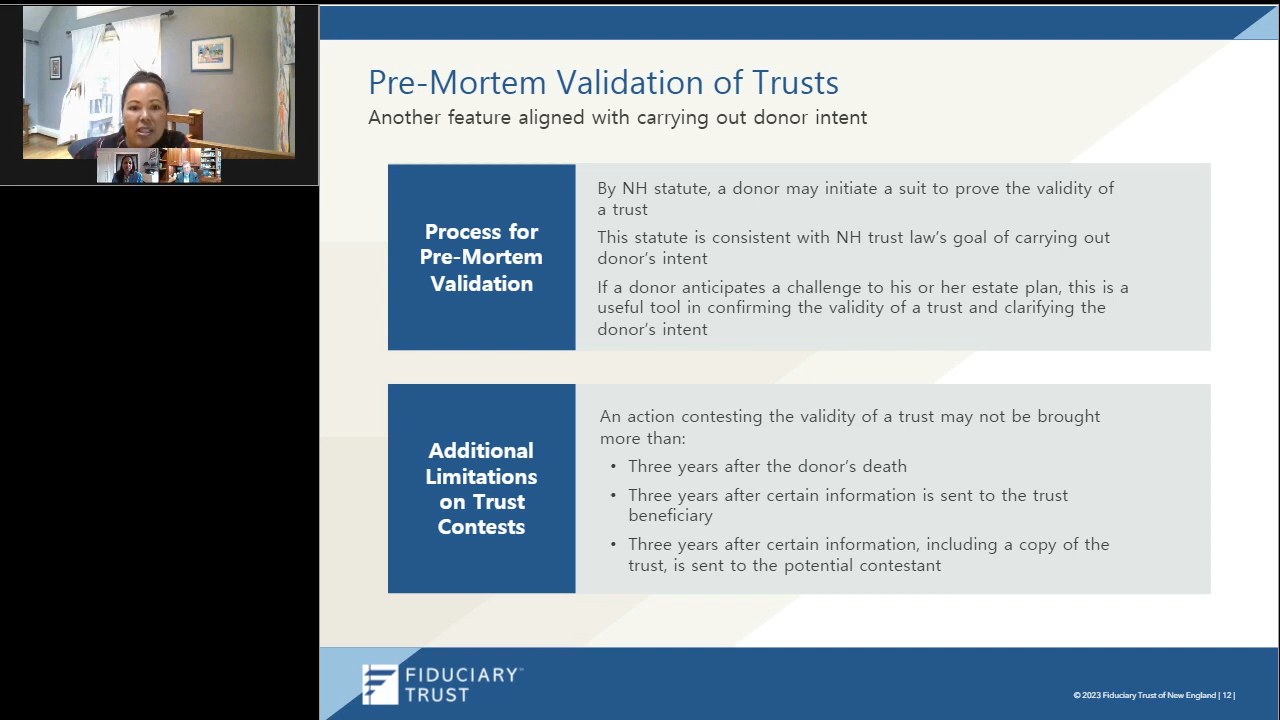 Pre-Mortem Validation of Trusts
Another feature aligned with carrying out donor intent
Process for
Pre-Mortem
Validation
By NH statute, a donor may initiate a suit to prove the validity of
a trust
This statute is consistent with NH trust law's goal of carrying out
donor's intent
If a donor anticipates a challenge to his or her estate plan, this is a
useful tool in confirming the validity of a trust and clarifying the
donor's intent
Additional
Limitations
on Trust
Contests
An action contesting the validity of a trust may not be brought
more than:
• Three years after the donor's death
• Three years after certain information is sent to the trust
beneficiary
• Three years after certain information, including a copy of the
trust, is sent to the potential contestant
FIDUCIARY™
TRUST
© 2023 Fiduciary Trust of New England | 12 |